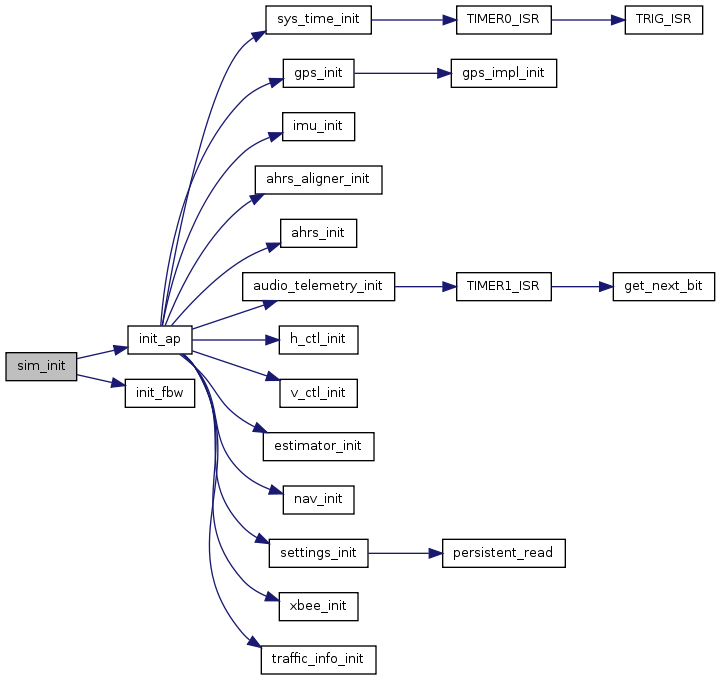 sys_time_init
TIMER0_ISR
TRIG_ISR
gps_init
gps_impl_init
imu_init
ahrs_aligner_init
ahrs_init
audio_telemetry_init
TIMER1_ISR
get_next_bit
init_ap
h_ctl_init
sim_init
init_fbw
v_ctl_init
estimator_init
nav_init
settings_init
persistent_read
xbee_init
traffic_info_init